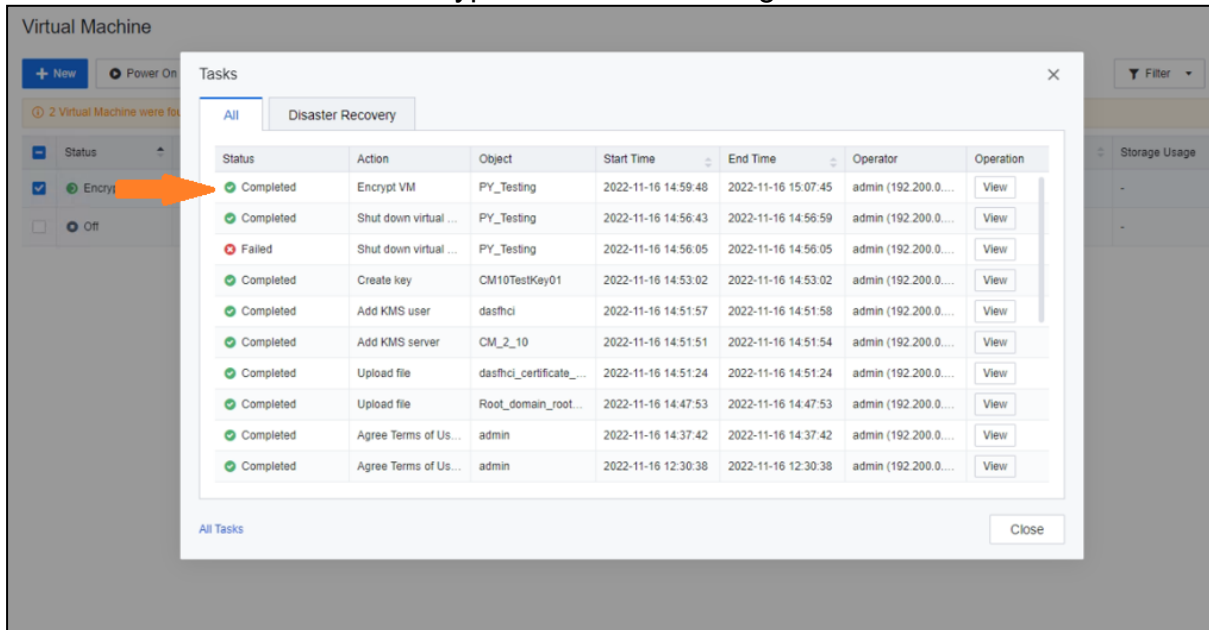 Virtual Machine
New Power On Filter
2 Virtual Machine were fou
Tasks
All Disaster Recovery
Status Storage Usage
Status Action Object Start Time End Time Operator Operation
Encryp -
Completed Encrypt VM PY_Testing 2022-11-16 14:59:48 2022-11-16 15:07:45 admin (192.200.0.... View
Completed Shut down virtual ... PY_Testing 2022-11-16 14:56:43 2022-11-16 14:56:59 admin (192.200.0.... View
Off -
Failed Shut down virtual ... PY_Testing 2022-11-16 14:56:05 2022-11-16 14:56:05 admin (192.200.0.... View
Completed Create key CM10TestKey01 2022-11-16 14:53:02 2022-11-16 14:53:02 admin (192.200.0.... View
Completed Add KMS user dasfhci 2022-11-16 14:51:57 2022-11-16 14:51:58 admin (192.200.0.... View
Completed Add KMS server CM_2_10 2022-11-16 14:51:51 2022-11-16 14:51:54 admin (192.200.0.... View
Completed Upload file dasfhci_certificate_... 2022-11-16 14:51:24 2022-11-16 14:51:24 admin (192.200.0.... View
Completed Upload file Root_domain_root... 2022-11-16 14:47:53 2022-11-16 14:47:53 admin (192.200.0.... View
Completed Agree Terms of Us... admin 2022-11-16 14:37:42 2022-11-16 14:37:42 admin (192.200.0.... View
Completed Agree Terms of Us... admin 2022-11-16 12:30:38 2022-11-16 12:30:38 admin (192.200.0.... View
All Tasks Close